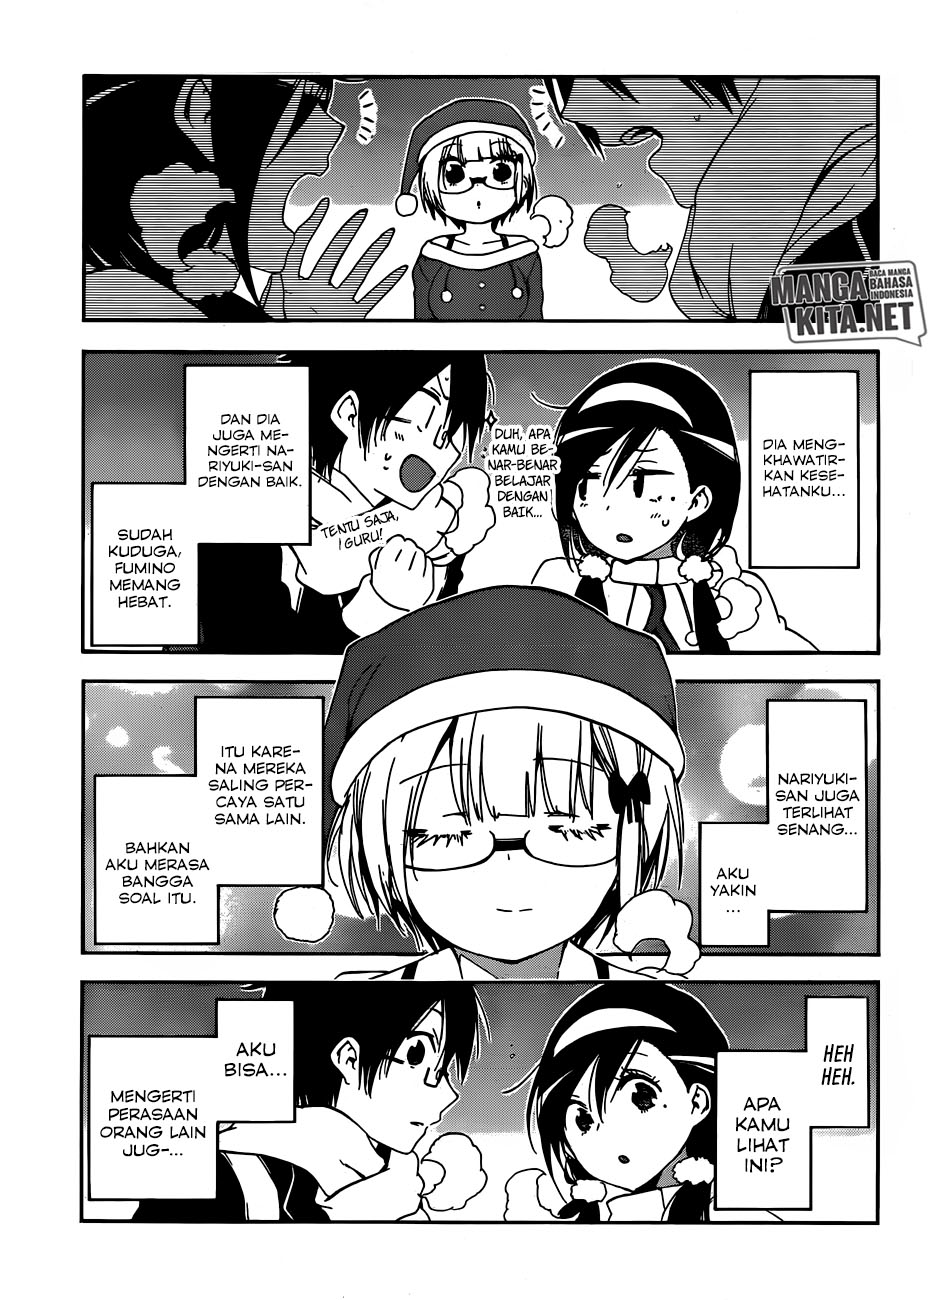 MANGA
KITA.NET
BACA MANGA
BAHASA
INDONESIA
DIA MENG-
KHAWATIR-
KAN KESE-
HATANKU...
DUH, APA
KAMU BE-
NAR-BENAR
BELAJAR
DENGAN
BAIK...
TENTU SAJA,
IGURU!
DAN DIA
JUGA ME-
NGERTI NA-
RIYUKI-SAN
DENGAN BAIK.
SUDAH
KUDUGA,
FUMINO
MEMANG
HEBAT.
NARIYUKI-
SAN JUGA
TERLIHAT
SENANG...
AKU
YAKIN
...
ITU KARE-
NA MEREKA
SALING PER-
CAYA SATU
SAMA LAIN.
BAHKAN
AKU MERASA
BANGGA
SOAL ITU.
HEH
HEH.
APA
KAMU
LIHAT
INI?
AKU
BISA...
MENGERTI
PERASAAN
ORANG LAIN
JUG-...